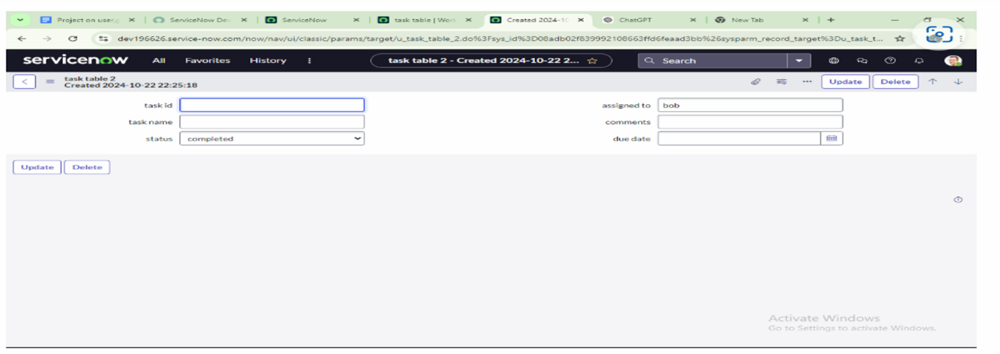 Project on user,g
ServiceNow Dev
ServiceNow
task table | Wor
Created 2024-10
ChatGPT
New Tab
dev196626.service-now.com/now/nav/ui/classic/params/target/u_task_table_2.do%3Fsys_id%3D08adb02f839992108663ffd6feaad3bb%26sysparm_record_target%3Du_task_t...
servicenow All Favorites History task table 2 - Created 2024-10-22 2... Search
task table 2
Created 2024-10-22 22:25:18
Update Delete
task id
assigned to bob
task name
comments
status completed
due date
Update Delete
Activate Windows
Go to Settings to activate Windows.